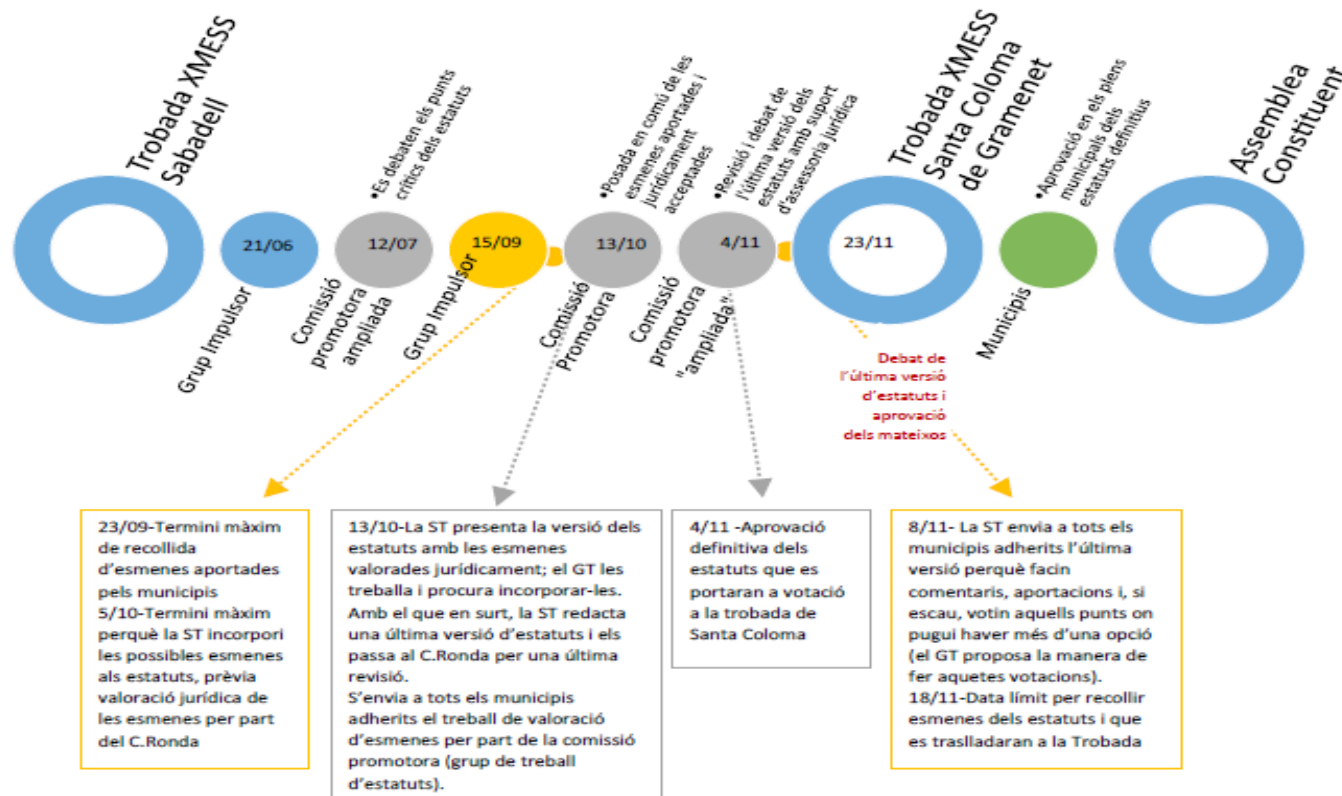 Trobada XMESS
Sabadell
21/06
Grup Impulsor
•Es debaten els punts
crítics dels estatuts
12/07
Comissió
promotora
ampliada
15/09
Grup Impulsor
•Posada en comú de les
esmenes aportades i
jurídicament
acceptades
13/10
Comissió
Promotora
•Revisió i debat de
l'última versió dels
estatuts amb suport
d'assessoria jurídica
4/11
Comissió
promotora
"ampliada"
Trobada XMESS
Santa Coloma
de Gramenet
23/11
•Aprovació en els plens
municipals dels
estatuts definitius
Municipis
Assemblea
Constituent
Debat de
l'última versió
d'estatuts i
aprovació
dels mateixos
23/09-Termini màxim
de recollida
d'esmenes aportades
pels municipis
5/10-Termini màxim
perquè la ST incorpori
les possibles esmenes
als estatuts, prèvia
valoració jurídica de
les esmenes per part
del C.Ronda
13/10-La ST presenta la versió dels
estatuts amb les esmenes
valorades jurídicament; el GT les
treballa i procura incorporar-les.
Amb el que en surt, la ST redacta
una última versió d'estatuts i els
passa al C.Ronda per una última
revisió.
S'envia a tots els municipis
adherits el treball de valoració
d'esmenes per part de la comissió
promotora (grup de treball
d'estatuts).
4/11 -Aprovació
definitiva dels
estatuts que es
portaran a votació
a la trobada de
Santa Coloma
8/11- La ST envia a tots els
municipis adherits l'última
versió perquè facin
comentaris, aportacions i, si
escau, votin aquells punts on
pugui haver més d'una opció
(el GT proposa la manera de
fer aquetes votacions).
18/11-Data límit per recollir
esmenes dels estatuts i que
es traslladaran a la Trobada